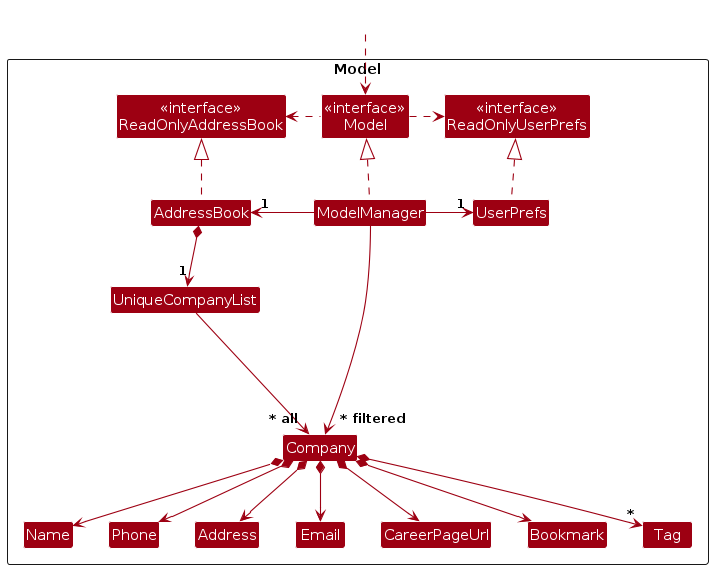 Model
«interface»
ReadOnlyAddressBook
«interface»
Model
«interface»
ReadOnlyUserPrefs
AddressBook
1
ModelManager
1
UserPrefs
1
UniqueCompanyList
* all
* filtered
Company
*
Name
Phone
Address
Email
CareerPageUrl
Bookmark
Tag